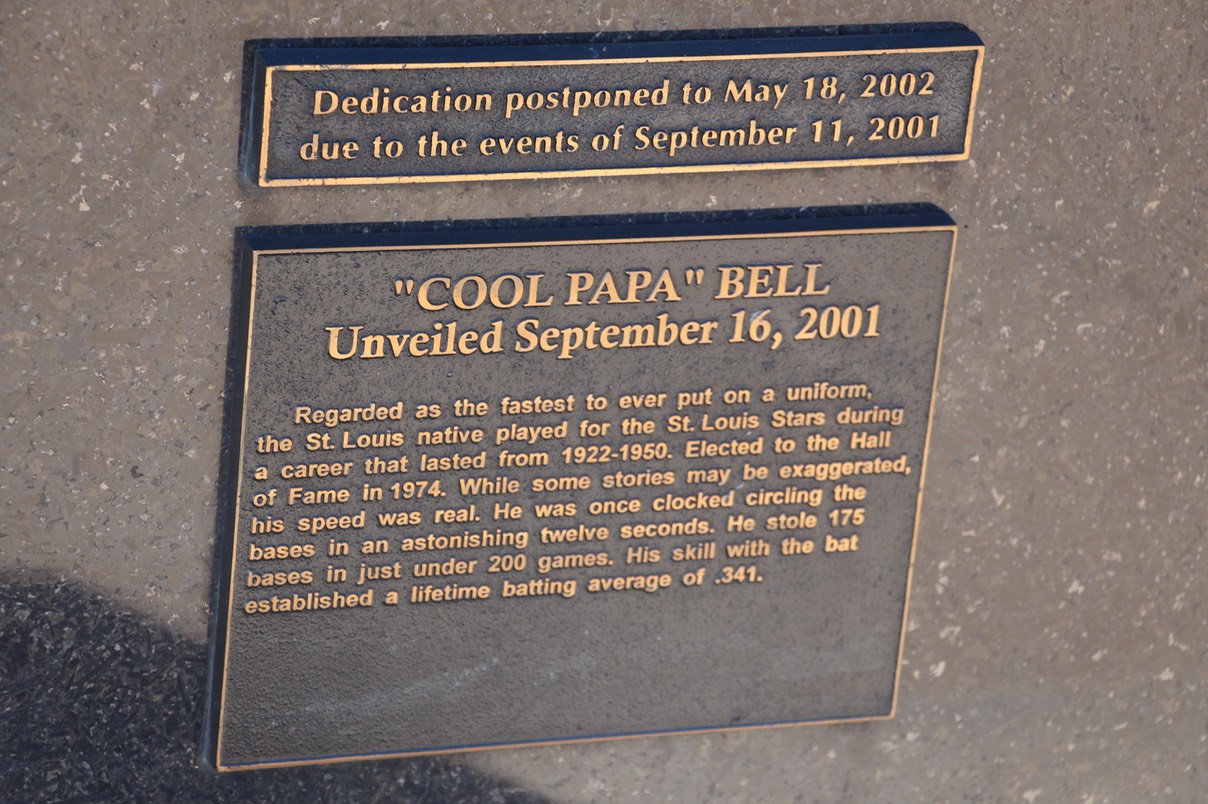 Dedication postponed to May 18, 2002
due to the events of September 11, 2001
"COOL PAPA" BELL
Unveiled September 16, 2001
Regarded as the fastest to ever put on a uniform,
the St. Louis native played for the St. Louis Stars during
a career that lasted from 1922-1950. Elected to the Hall
of Fame in 1974. While some stories may be exaggerated,
his speed was real. He was once clocked circling the
bases in an astonishing twelve seconds. He stole 175
bases in just under 200 games. His skill with the bat
established a lifetime batting average of .341.